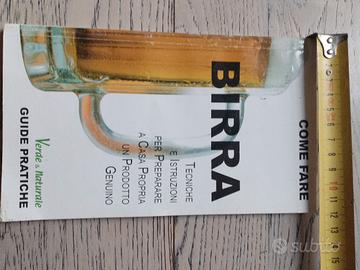 COME FARE
BIRRA
TECNICHE
E ISTRUZIONI
PER PREPARARE
A CASA PROPRIA
UN PRODOTTO
GENUINO
Verde & Naturale
GUIDE PRATICHE
subito